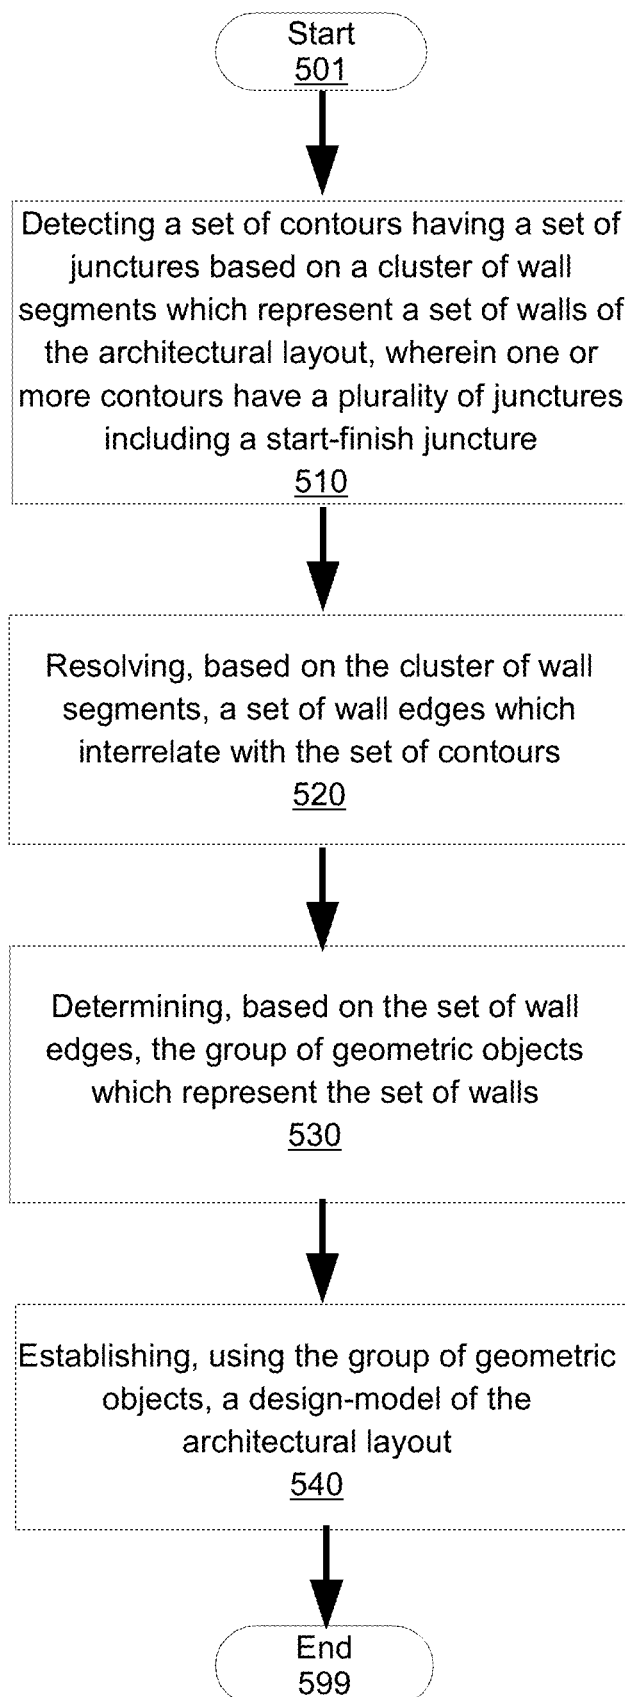 Start
501
Detecting a set of contours having a set of
junctures based on a cluster of wall
segments which represent a set of walls of
the architectural layout, wherein one or
more contours have a plurality of junctures
including a start-finish juncture
510
Resolving, based on the cluster of wall
segments, a set of wall edges which
interrelate with the set of contours
520
Determining, based on the set of wall
edges, the group of geometric objects
which represent the set of walls
530
Establishing, using the group of geometric
objects, a design-model of the
architectural layout
540
End
599